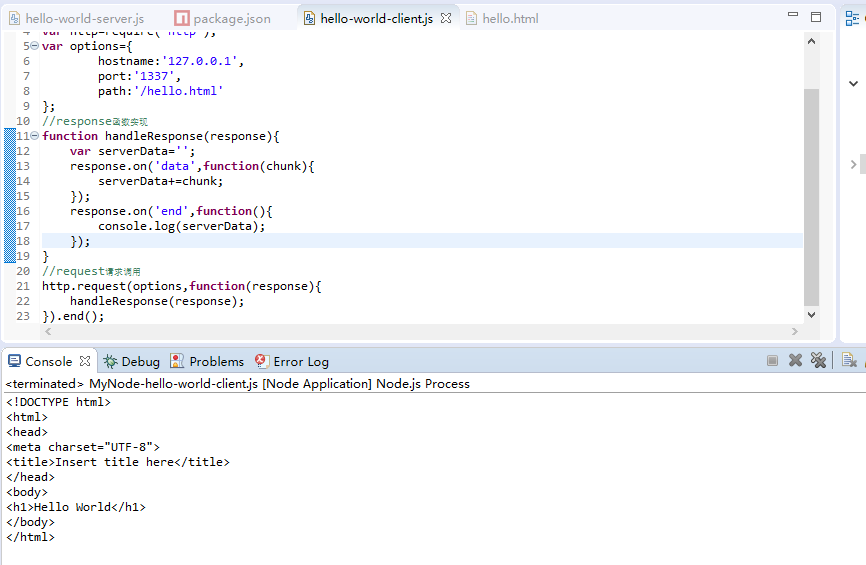 hello-world-server.js package.json hello-world-client.js hello.html
4 var http=require('http');
5 var options={
6 hostname:'127.0.0.1',
7 port:'1337',
8 path:'/hello.html'
9 };
10 //response函数实现
11 function handleResponse(response){
12 var serverData='';
13 response.on('data',function(chunk){
14 serverData+=chunk;
15 });
16 response.on('end',function(){
17 console.log(serverData);
18 });
19 }
20 //request请求调用
21 http.request(options,function(response){
22 handleResponse(response);
23 }).end();
Console Debug Problems Error Log
<terminated> MyNode-hello-world-client.js [Node Application] Node.js Process
<!DOCTYPE html>
<html>
<head>
<meta charset="UTF-8">
<title>Insert title here</title>
</head>
<body>
<h1>Hello World</h1>
</body>
</html>